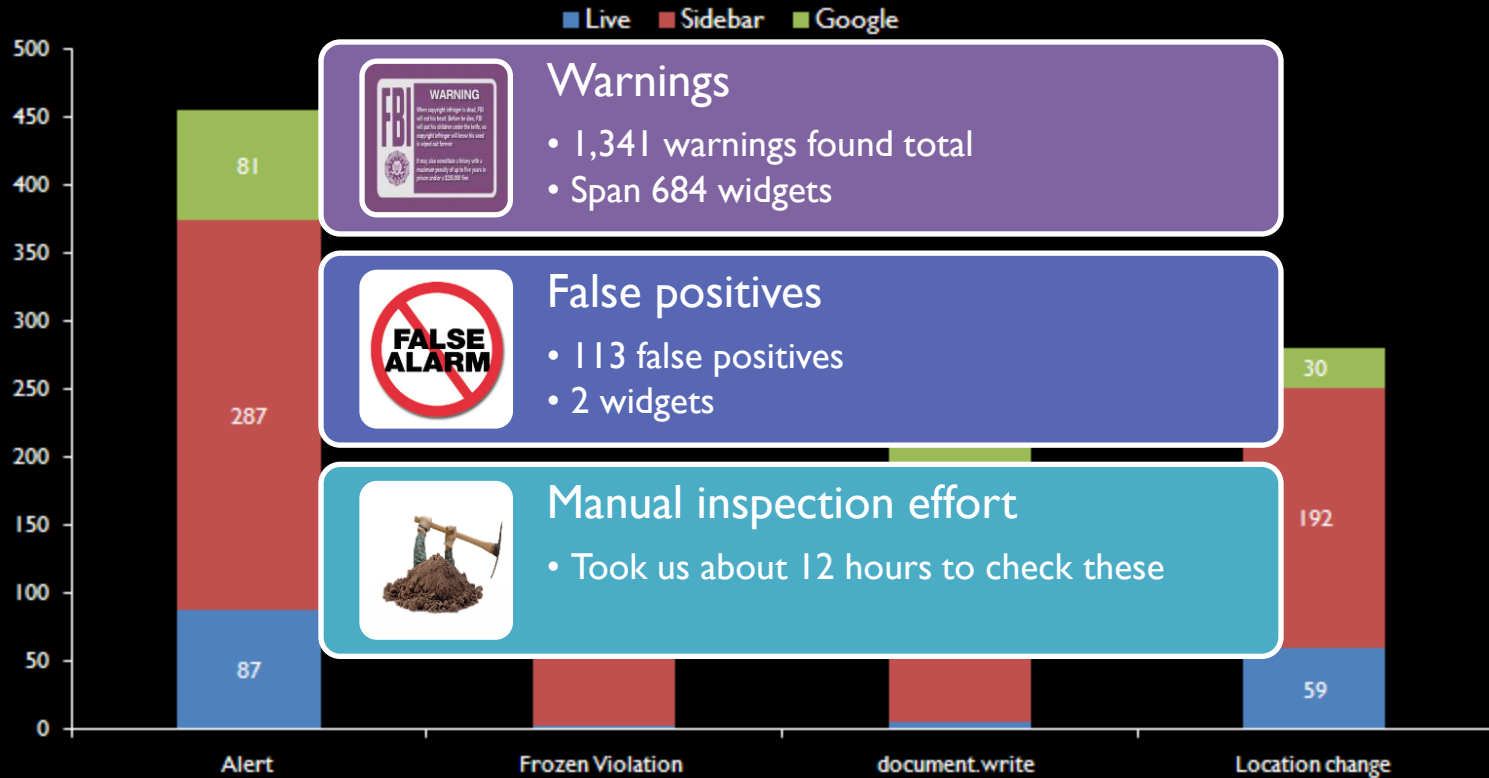 Live Sidebar Google
500
450
400
350
300
250
200
150
100
50
0
81
287
87
Warnings
• 1,341 warnings found total
• Span 684 widgets
FBI
WARNING
False positives
• 113 false positives
• 2 widgets
FALSE
ALARM
Manual inspection effort
• Took us about 12 hours to check these
30
192
59
Alert Frozen Violation document.write Location change